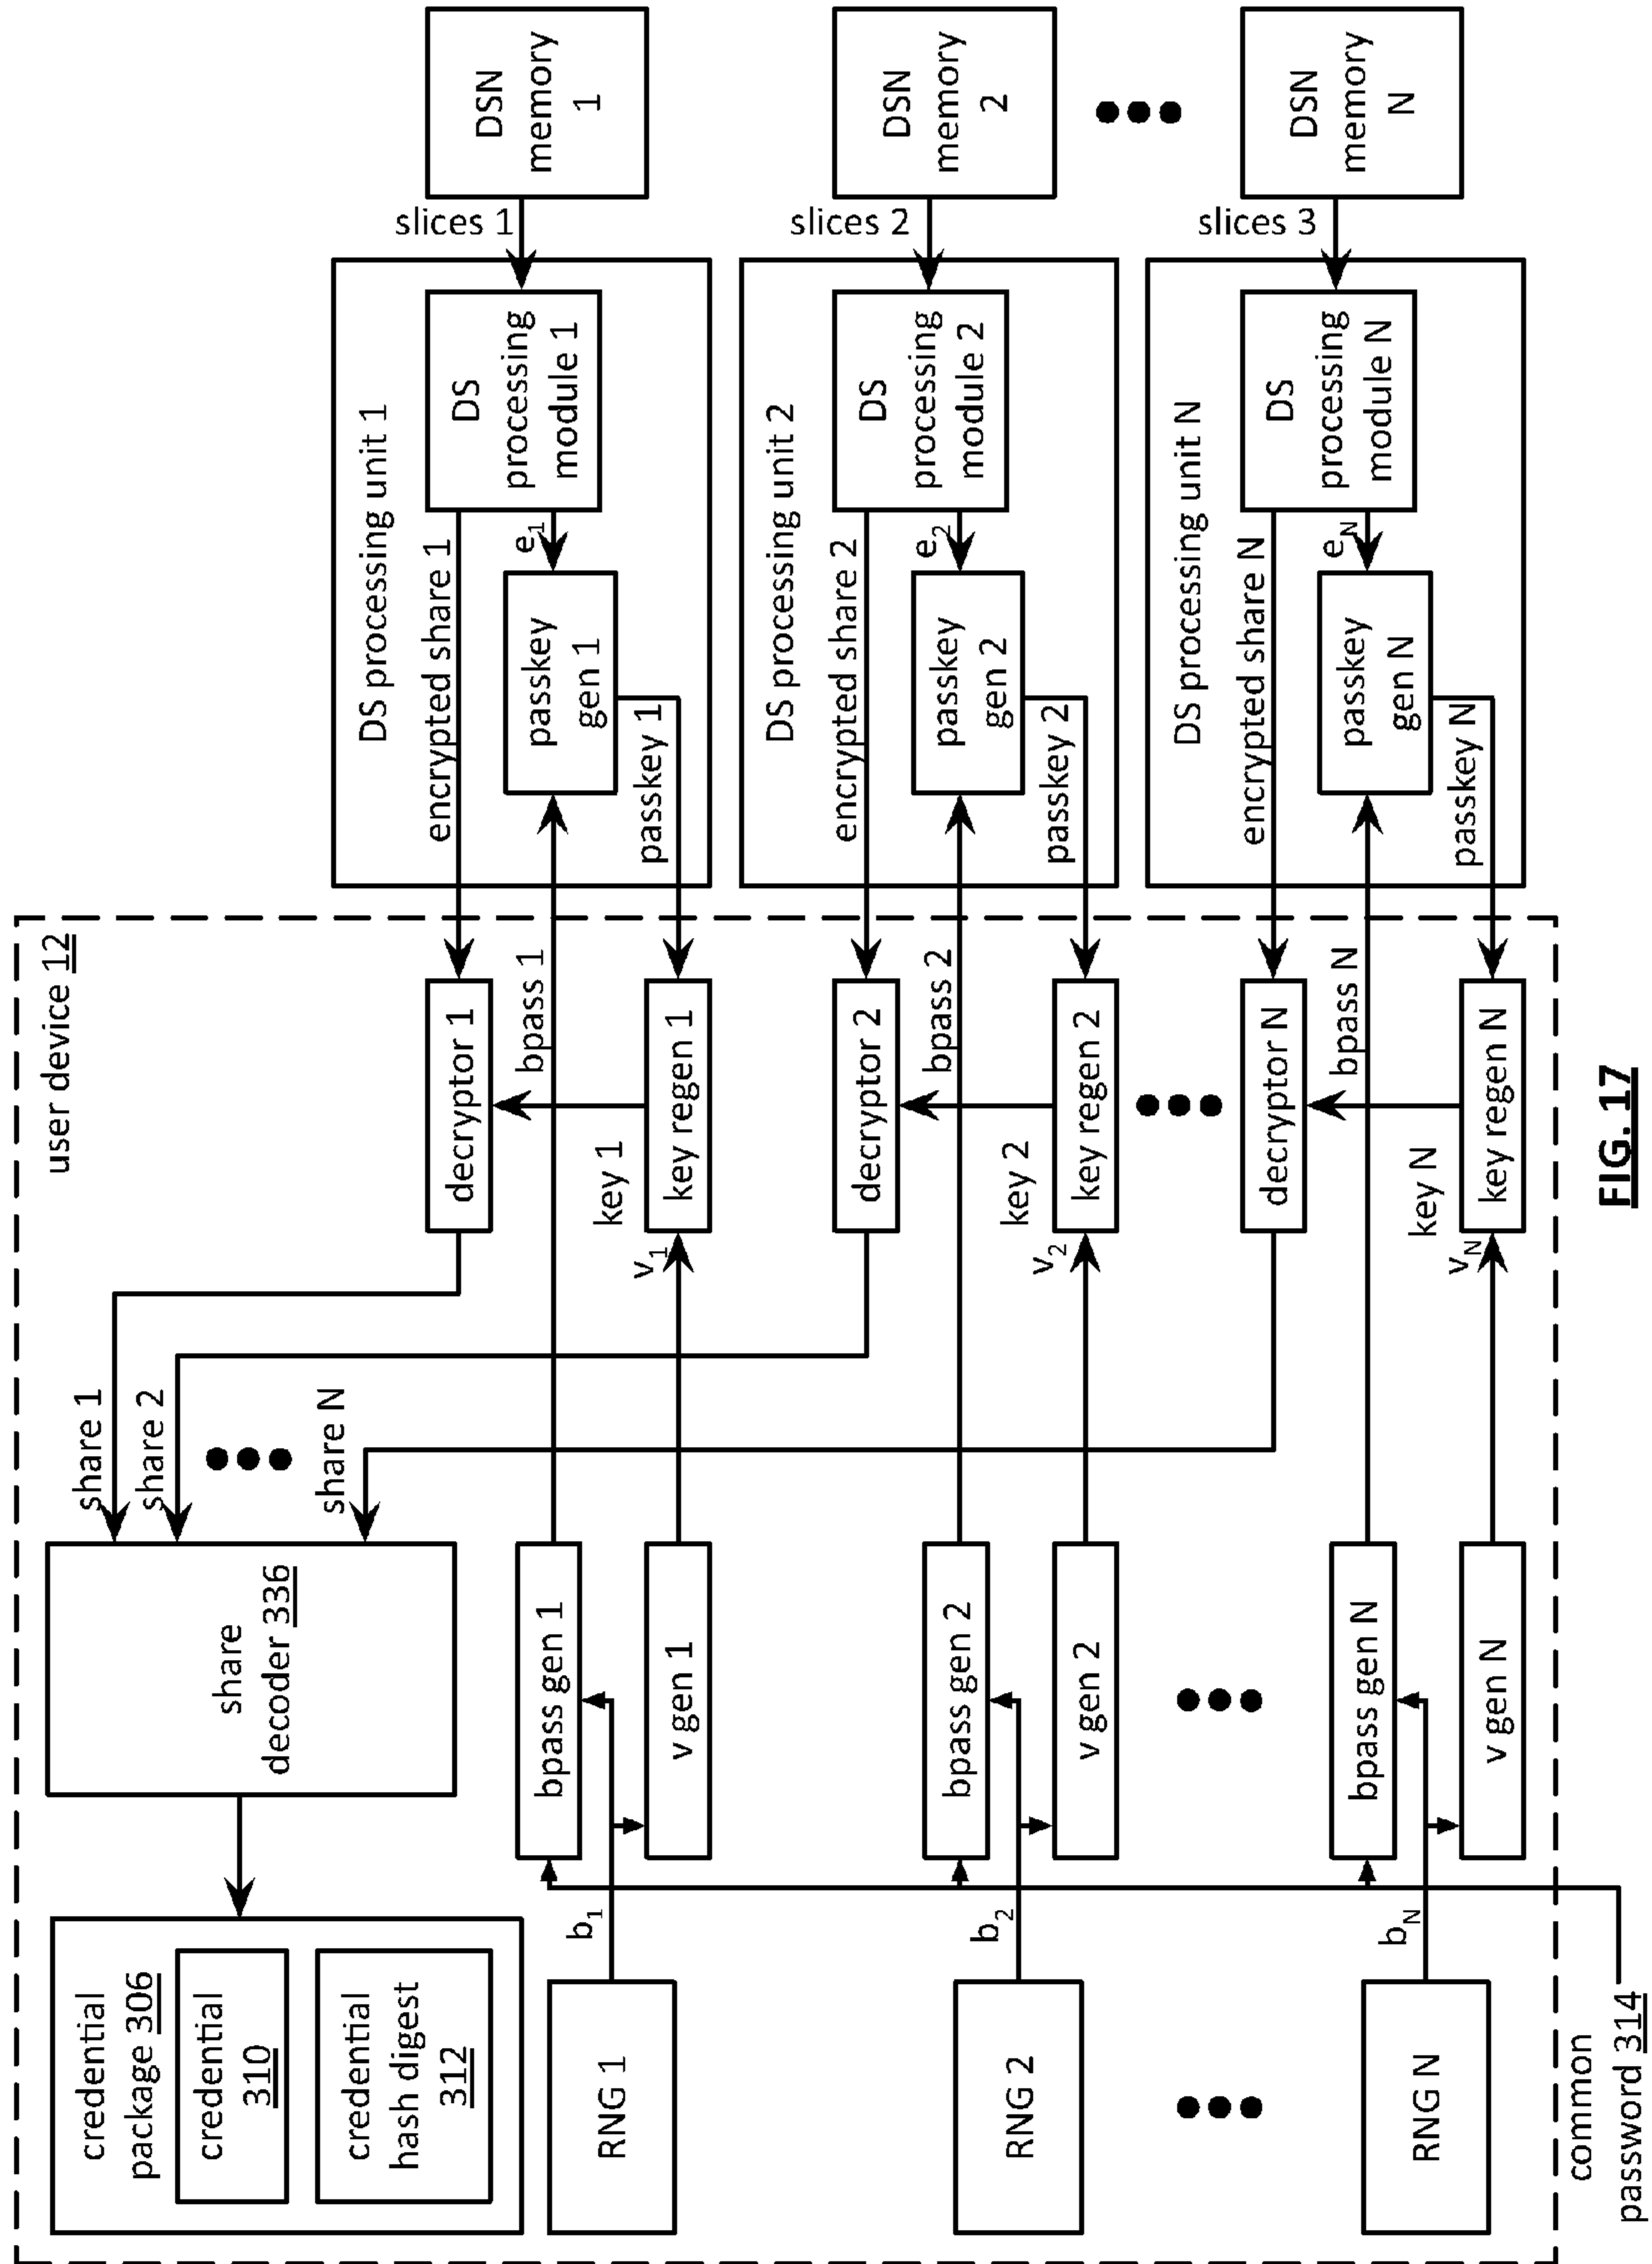 user device 12
credential
package 306
credential
310
credential
hash digest
312
share
decoder 336
share 1
share 2
share N
RNG 1
b1
bpass gen 1
v gen 1
v1
key 1
decryptor 1
bpass 1
key regen 1
DS processing unit 1
encrypted share 1
passkey
gen 1
passkey 1
e1
DS
processing
module 1
slices 1
DSN
memory
1
RNG 2
b2
bpass gen 2
v gen 2
v2
key 2
decryptor 2
bpass 2
key regen 2
DS processing unit 2
encrypted share 2
passkey
gen 2
passkey 2
e2
DS
processing
module 2
slices 2
DSN
memory
2
RNG N
bN
bpass gen N
v gen N
vN
key N
decryptor N
bpass N
key regen N
DS processing unit N
encrypted share N
passkey
gen N
passkey N
eN
DS
processing
module N
slices 3
DSN
memory
N
common
password 314
FIG. 17